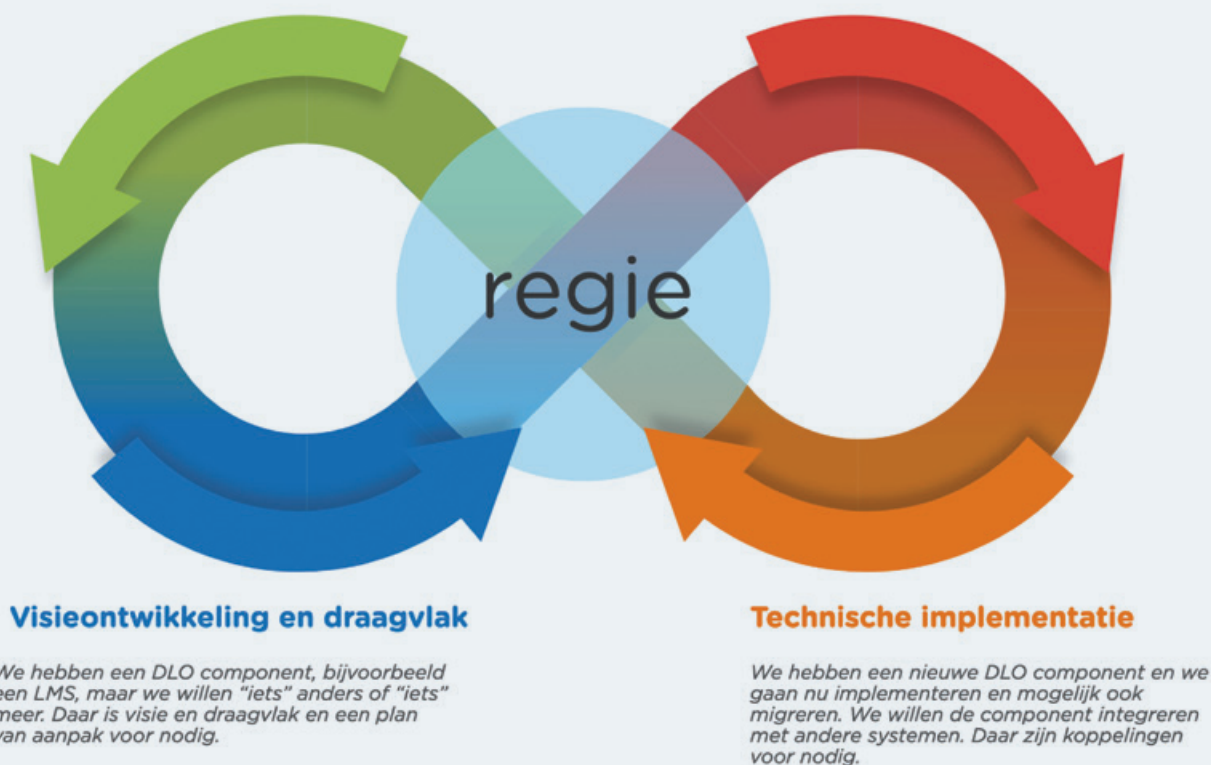 regie
Visieontwikkeling en draagvlak
We hebben een DLO component, bijvoorbeeld
een LMS, maar we willen “iets” anders of “iets”
meer. Daar is visie en draagvlak en een plan
van aanpak voor nodig.
Technische implementatie
We hebben een nieuwe DLO component en we
gaan nu implementeren en mogelijk ook
migreren. We willen de component integreren
met andere systemen. Daar zijn koppelingen
voor nodig.